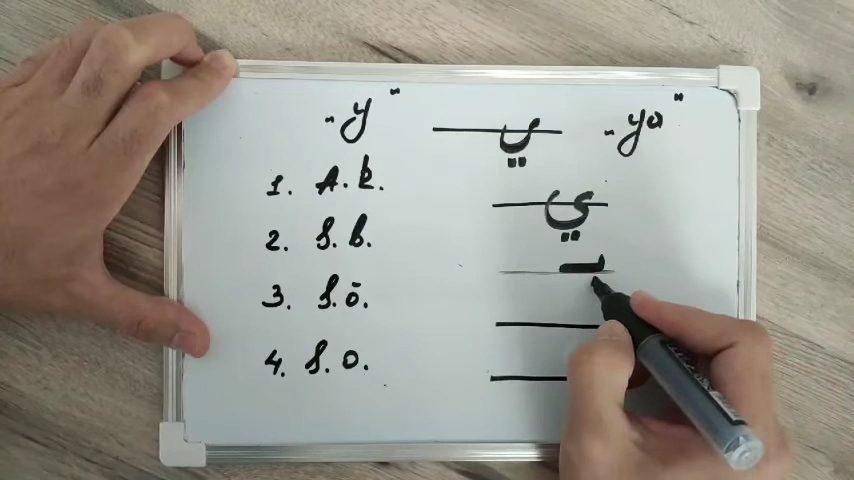 „y” ي „ya”
1. A.k. ي
2. S.b.
3. S.ō.
4. S.o.